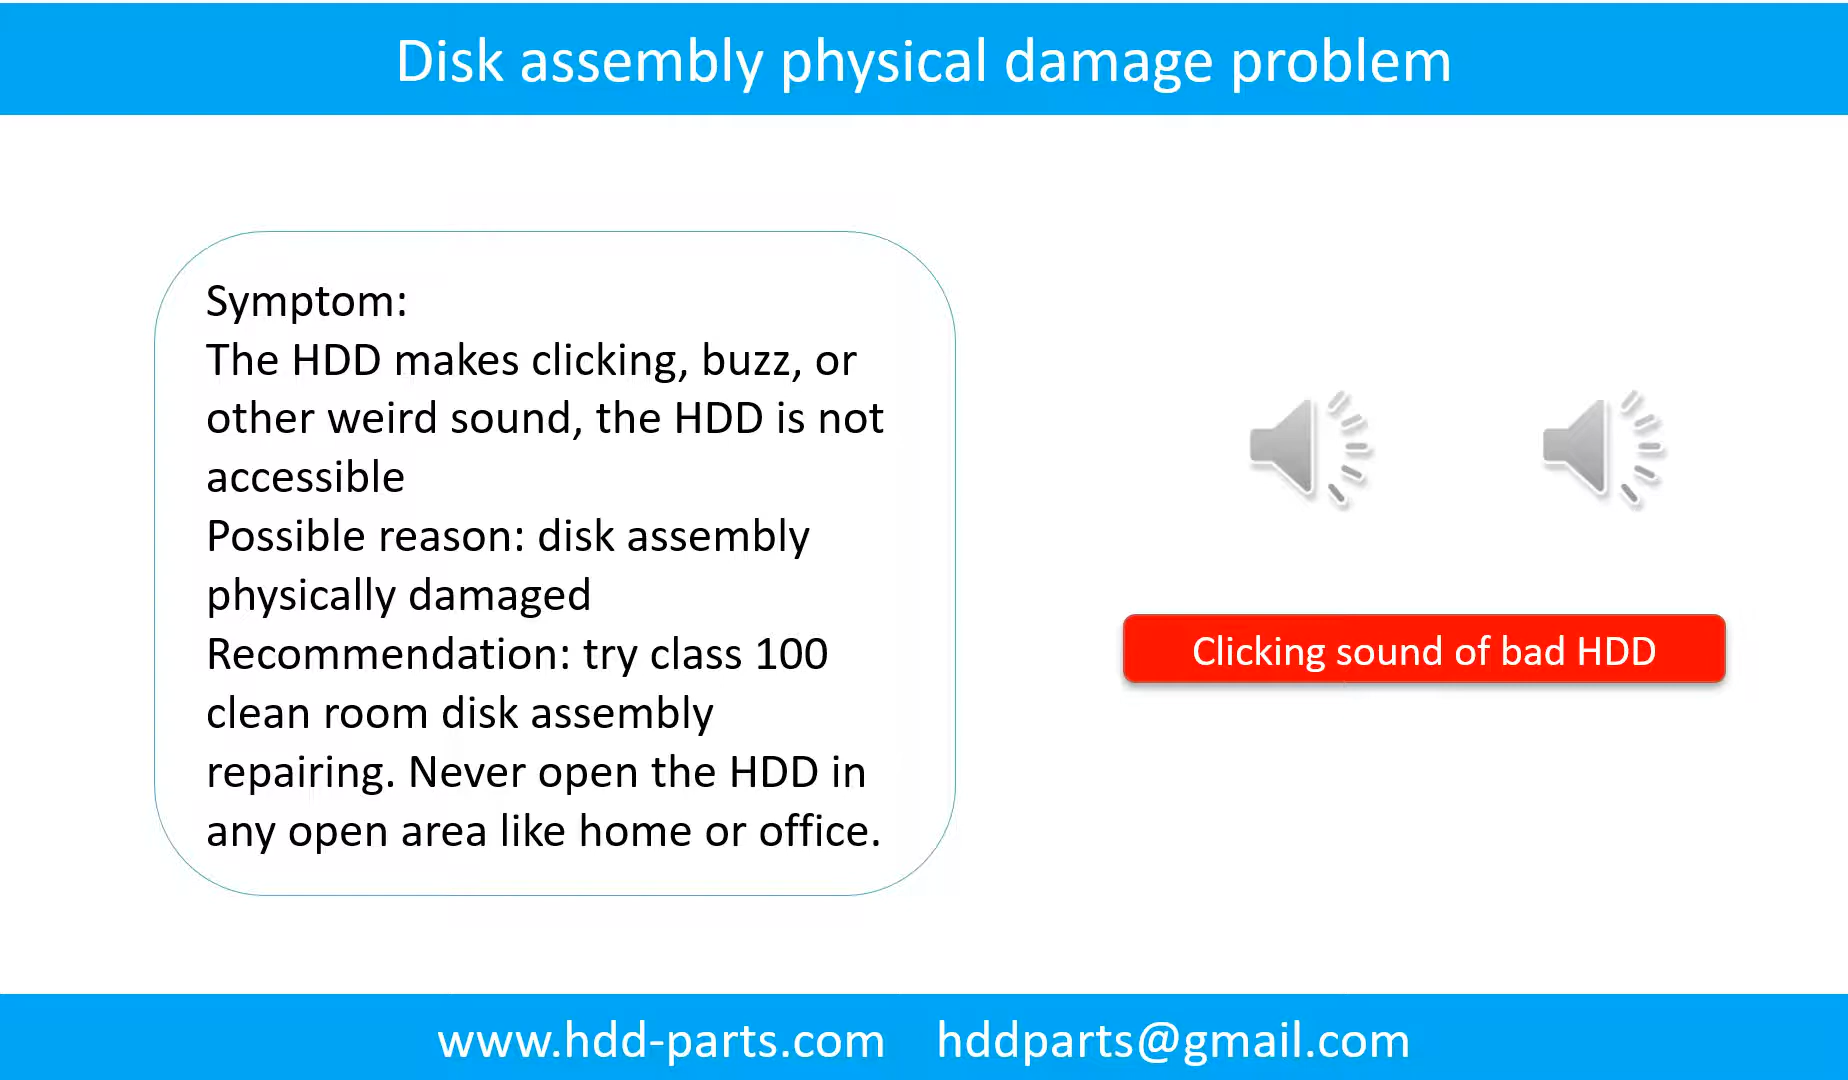 Disk assembly physical damage problem
Symptom:
The HDD makes clicking, buzz, or
other weird sound, the HDD is not
accessible
Possible reason: disk assembly
physically damaged
Recommendation: try class 100
clean room disk assembly
repairing. Never open the HDD in
any open area like home or office.
Clicking sound of bad HDD
www.hdd-parts.com hddparts@gmail.com